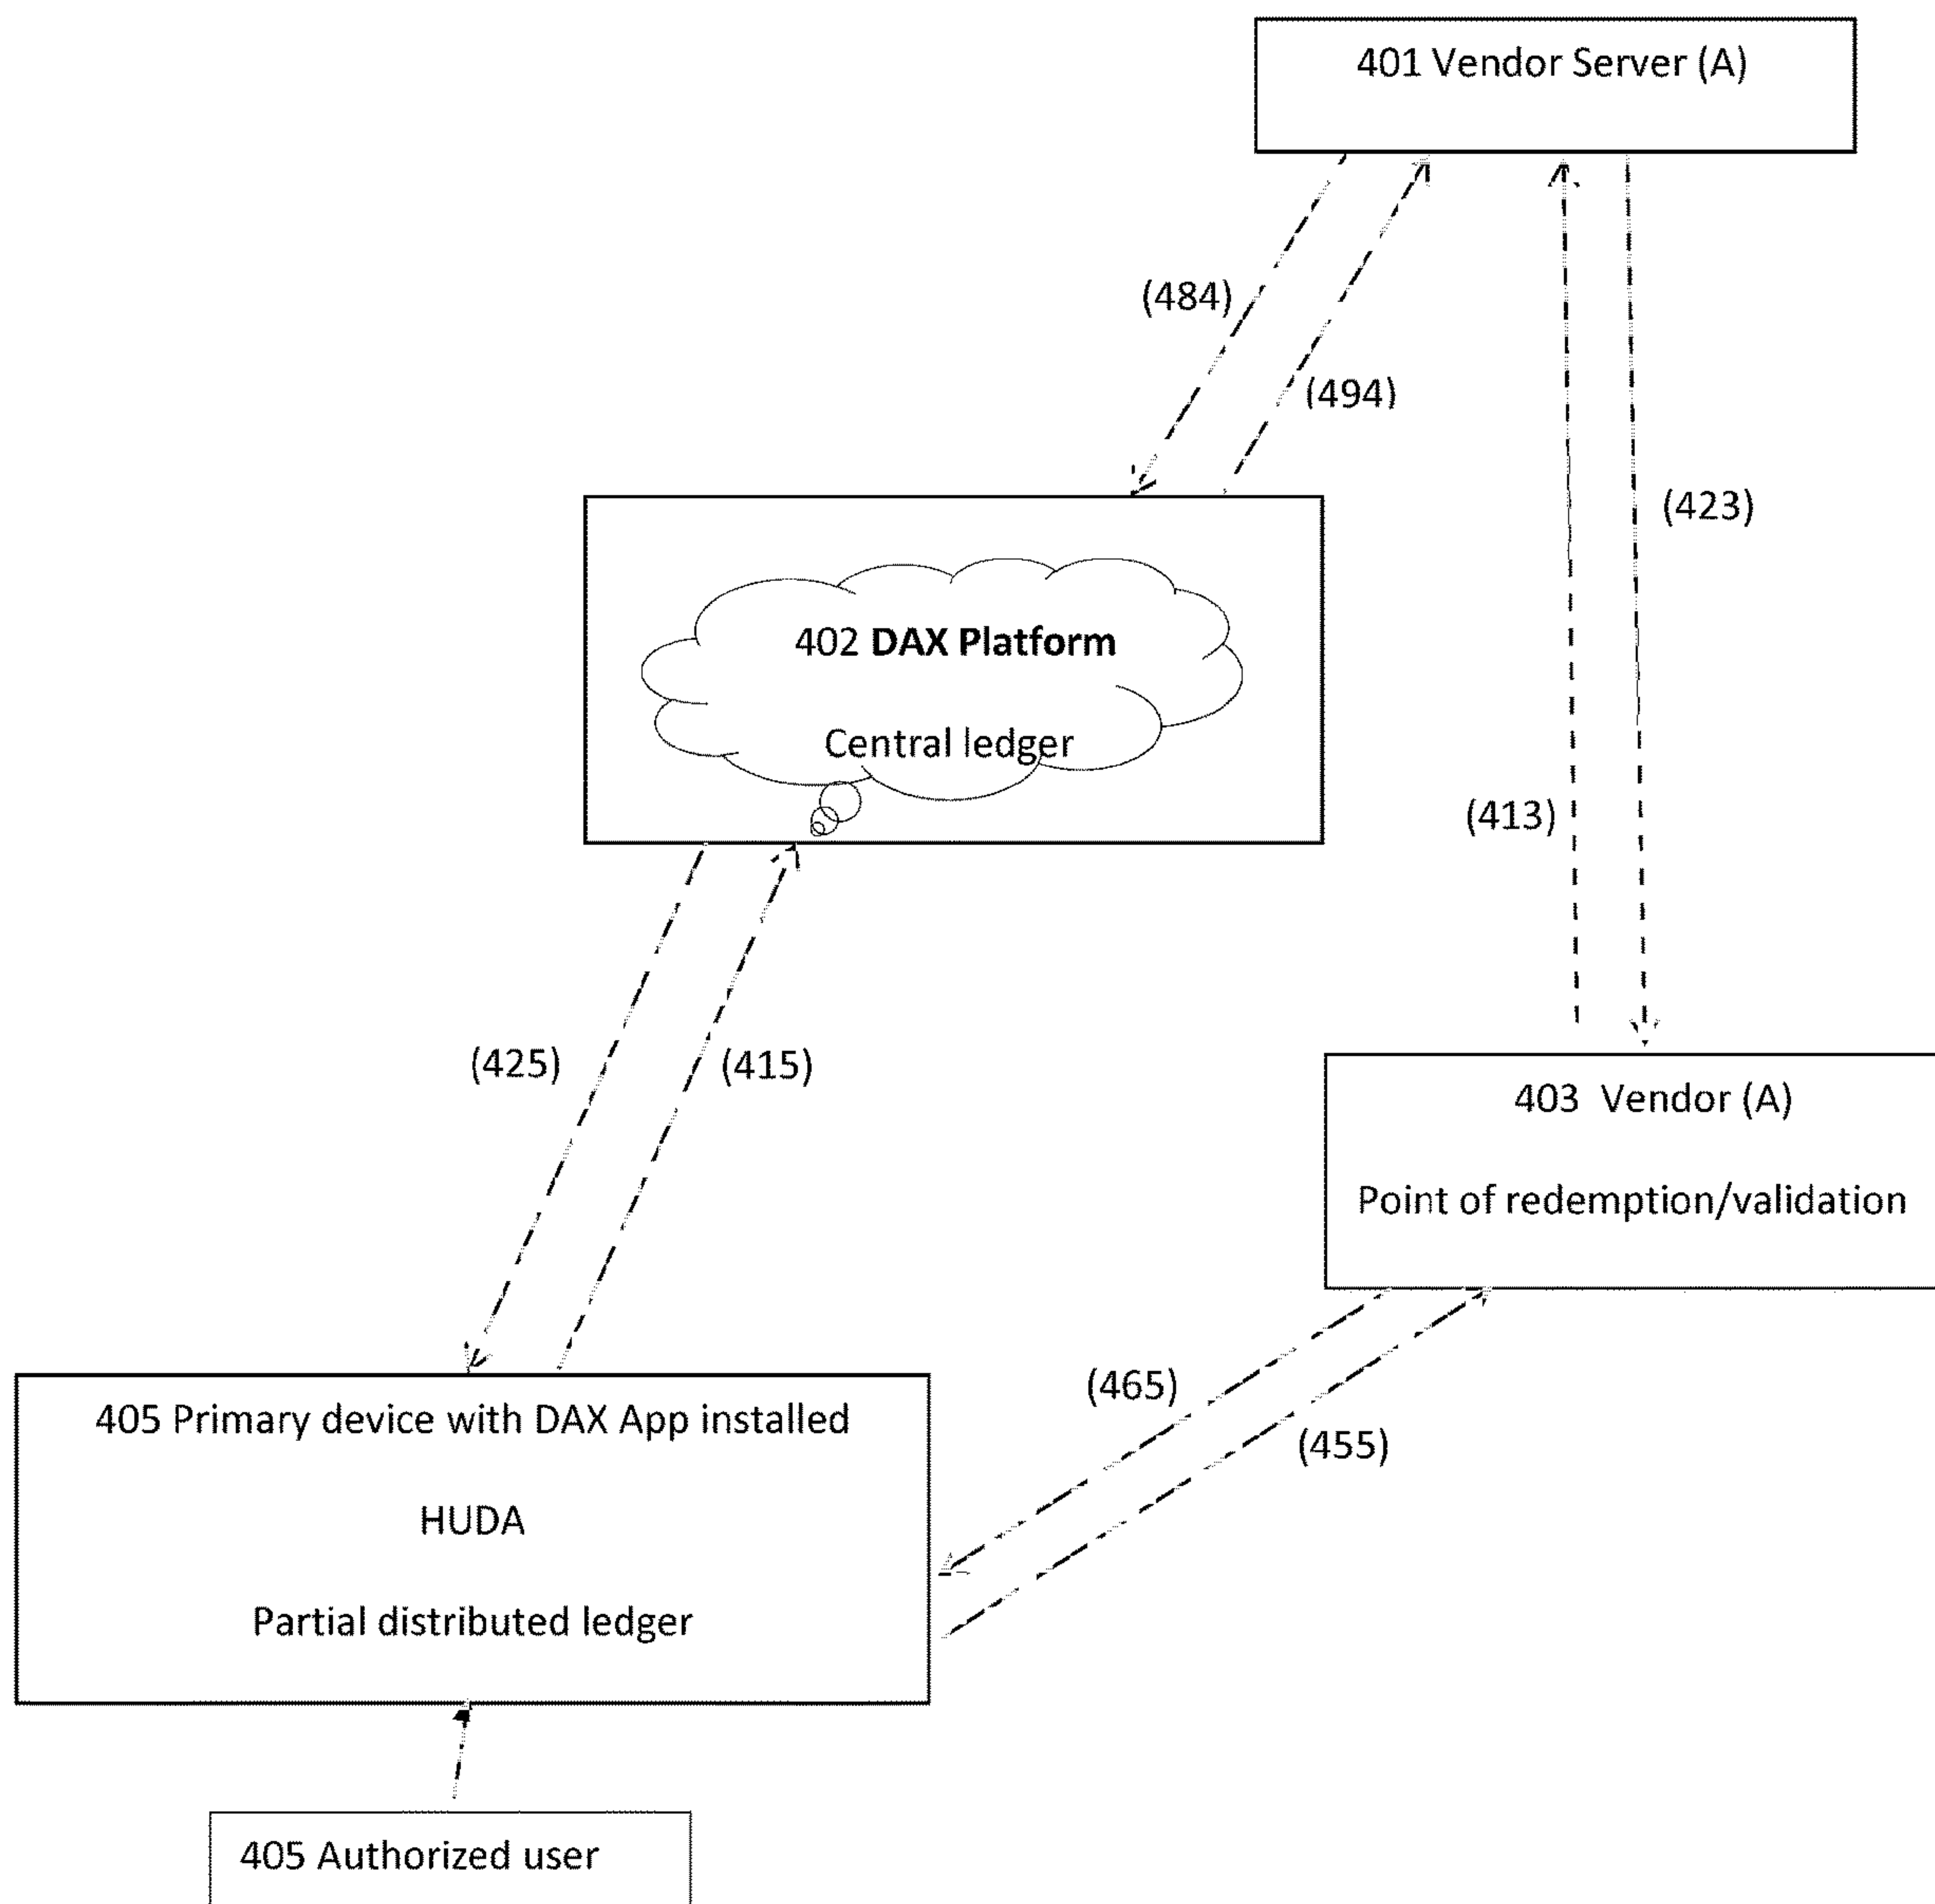 401 Vendor Server (A)
(484)
(494)
(423)
402 DAX Platform
Central ledger
(413)
(425)
(415)
403 Vendor (A)
Point of redemption/validation
(465)
(455)
405 Primary device with DAX App installed
HUDA
Partial distributed ledger
405 Authorized user